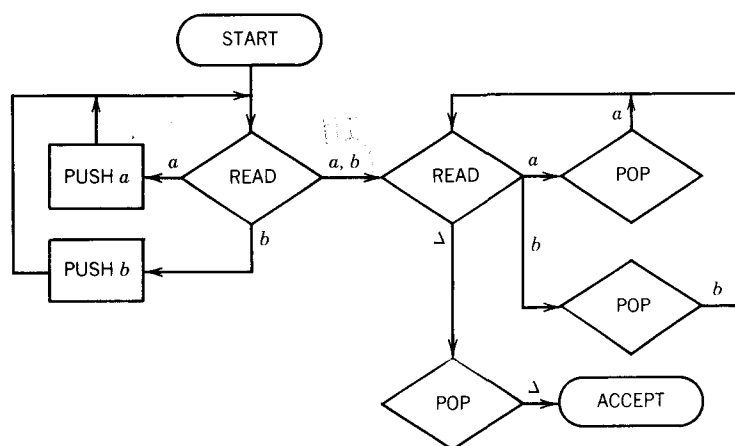 START
a
PUSH a
a
READ
a, b
READ
a
POP
b
PUSH b
Δ
b
POP
b
POP
Δ
ACCEPT